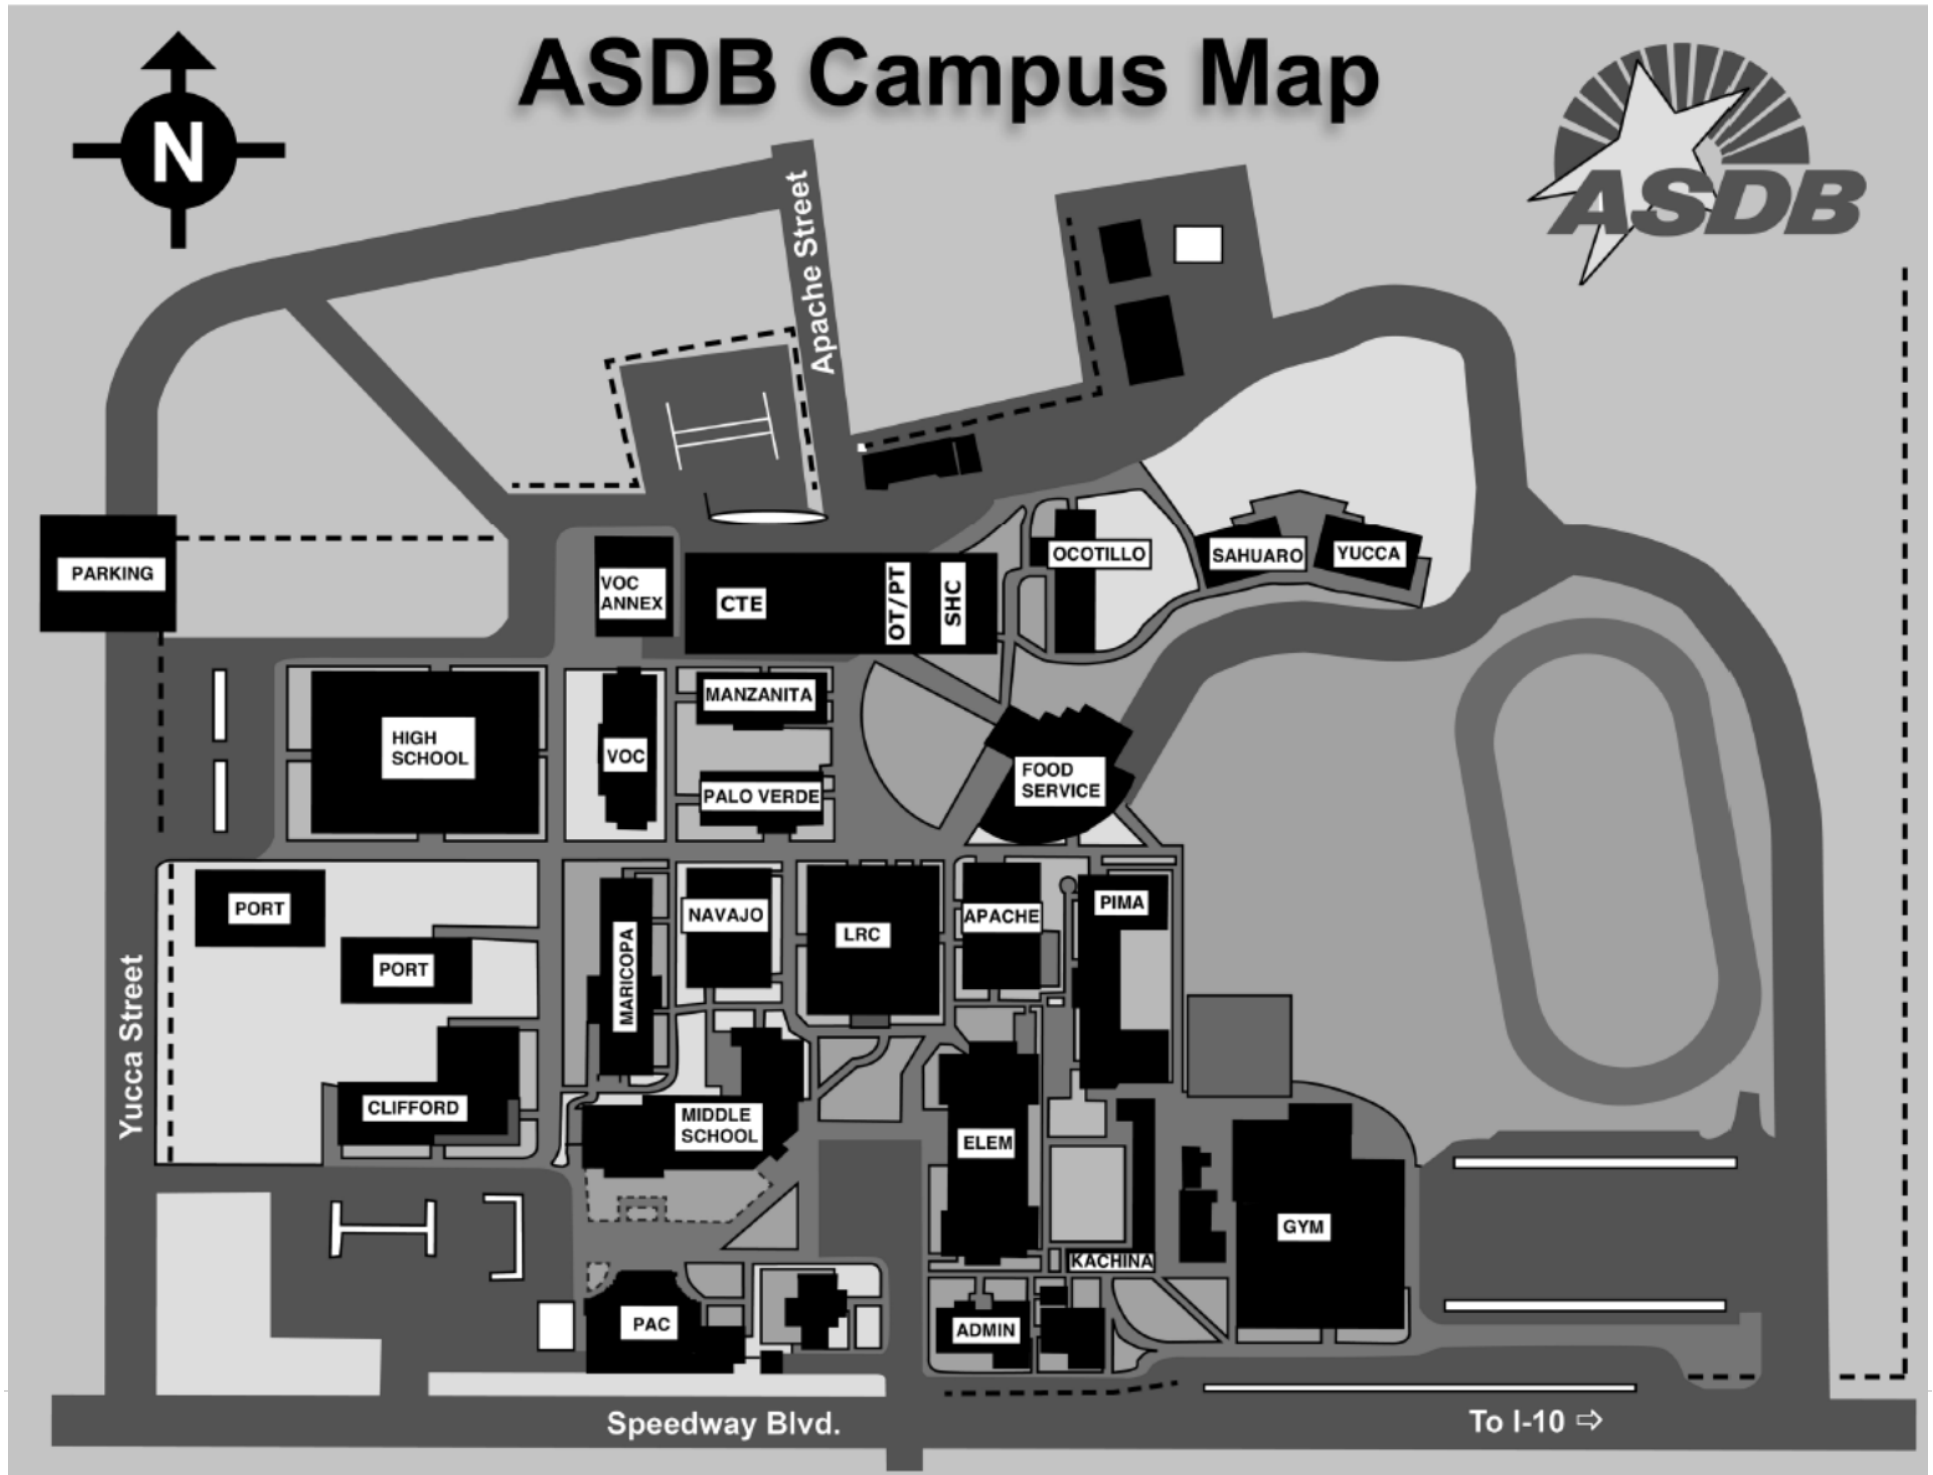 ASDB Campus Map
N
ASDB
Apache Street
PARKING
VOC
ANNEX
CTE
OT/PT
SHC
OCOTILLO
SAHUARO
YUCCA
HIGH
SCHOOL
VOC
MANZANITA
PALO VERDE
FOOD
SERVICE
PORT
PORT
MARICOPA
NAVAJO
LRC
APACHE
PIMA
Yucca Street
CLIFFORD
MIDDLE
SCHOOL
ELEM
GYM
KACHINA
PAC
ADMIN
Speedway Blvd.
To I-10 ⇨